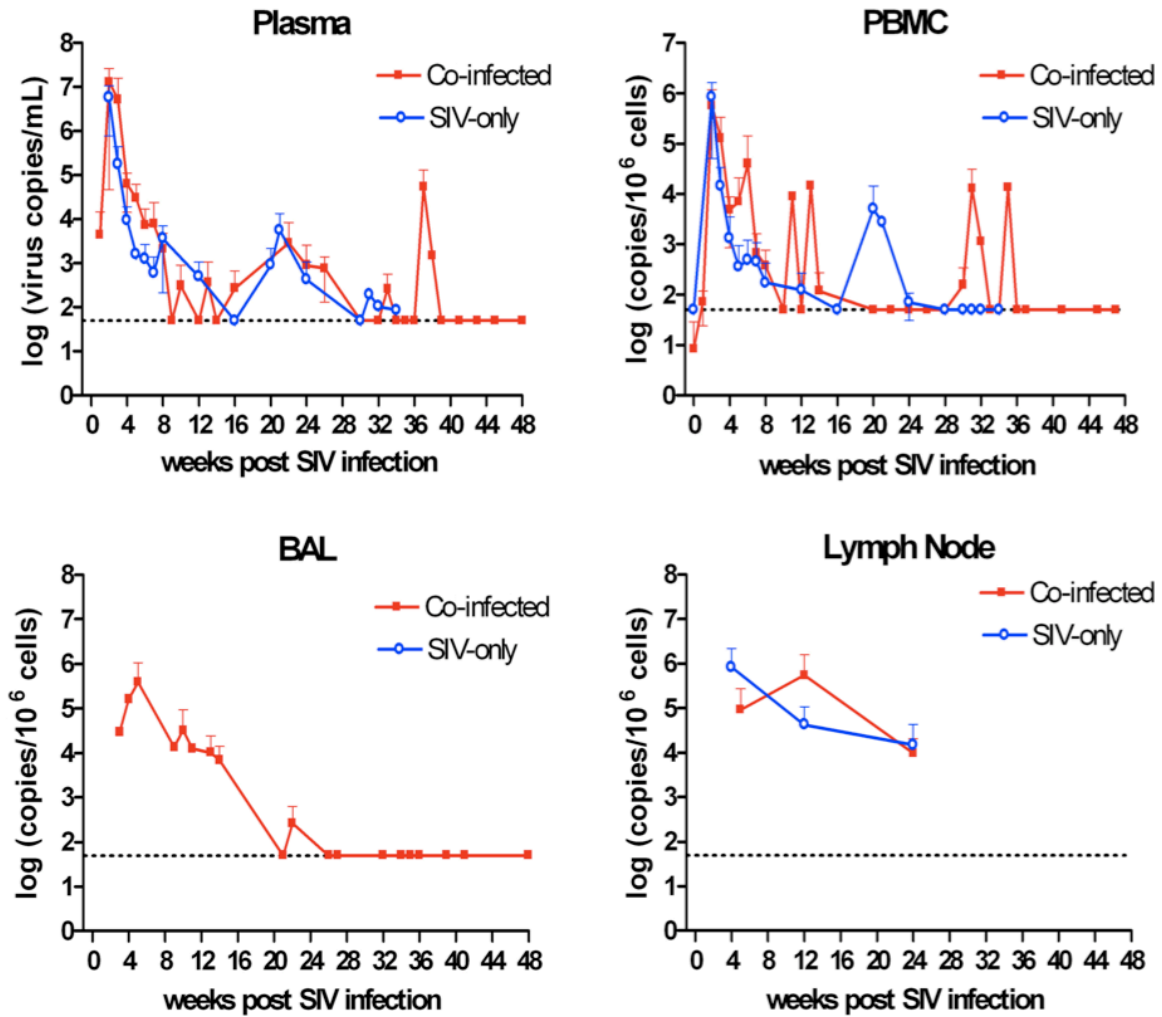 Plasma
8
7
6
5
4
3
2
1
0
log (virus copies/mL)
Co-infected
SIV-only
0 4 8 12 16 20 24 28 32 36 40 44 48
weeks post SIV infection
PBMC
7
6
5
4
3
2
1
0
log (copies/10^6 cells)
Co-infected
SIV-only
0 4 8 12 16 20 24 28 32 36 40 44 48
weeks post SIV infection
BAL
8
7
6
5
4
3
2
1
0
log (copies/10^6 cells)
Co-infected
SIV-only
0 4 8 12 16 20 24 28 32 36 40 44 48
weeks post SIV infection
Lymph Node
8
7
6
5
4
3
2
1
0
log (copies/10^6 cells)
Co-infected
SIV-only
0 4 8 12 16 20 24 28 32 36 40 44 48
weeks post SIV infection